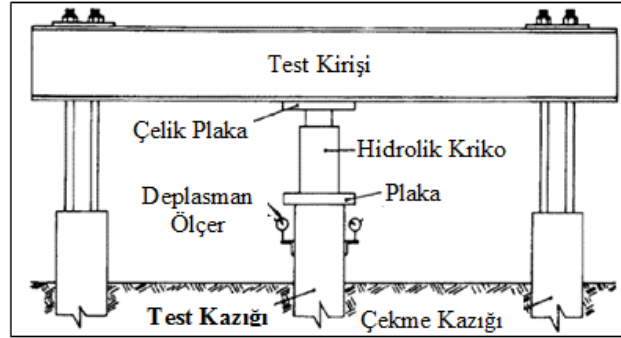 Test Kirişi
Çelik Plaka
Hidrolik Kriko
Deplasman
Ölçer
Plaka
Test Kazığı
Çekme Kazığı